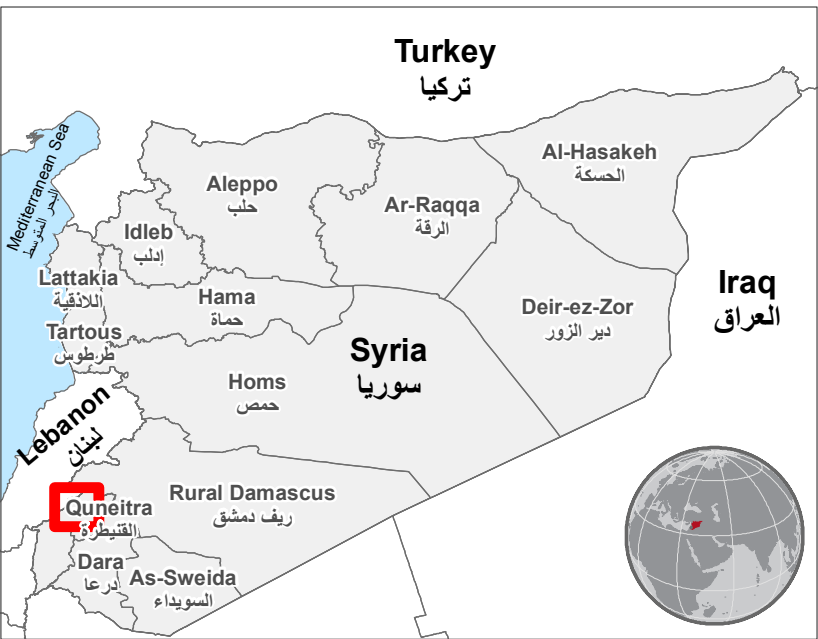 Turkey
تركيا
Mediterranean Sea
البحر المتوسط
Al-Hasakeh
الحسكة
Aleppo
حلب
Ar-Raqqa
الرقة
Idleb
إدلب
Lattakia
اللاذقية
Hama
حماة
Iraq
العراق
Deir-ez-Zor
دير الزور
Tartous
طرطوس
Syria
سوريا
Homs
حمص
Lebanon
لبنان
Rural Damascus
ريف دمشق
Quneitra
القنيطرة
Dara
درعا
As-Sweida
السويداء